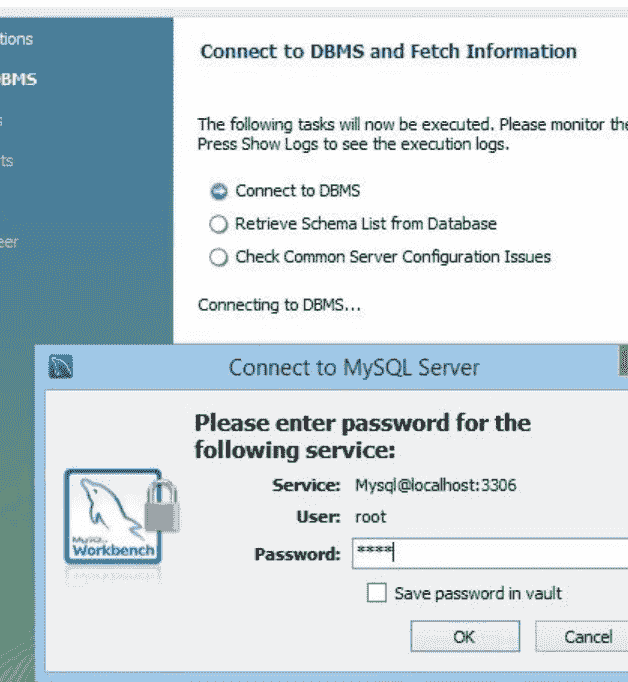 tions
BMS
s
ts
eer
Connect to DBMS and Fetch Information
The following tasks will now be executed. Please monitor the
Press Show Logs to see the execution logs.
Connect to DBMS
Retrieve Schema List from Database
Check Common Server Configuration Issues
Connecting to DBMS...
Connect to MySQL Server
Please enter password for the
following service:
Service: Mysql@localhost:3306
User: root
Password: ****
Save password in vault
OK Cancel
MySQL
Workbench